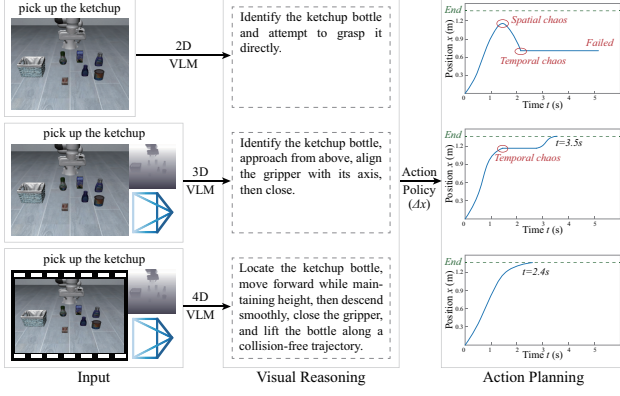 pick up the ketchup
2D
VLM
Identify the ketchup bottle
and attempt to grasp it
directly.
End
Spatial chaos
Failed
Temporal chaos
1.2
0.9
0.6
0.3
0
1
2
3
4
5
6
Position x (m)
Time t (s)
pick up the ketchup
3D
VLM
Identify the ketchup bottle,
approach from above, align
the gripper with its axis,
then close.
Action
Policy
(Δx)
End
t=3.5s
Temporal chaos
1.2
0.9
0.6
0.3
0
1
2
3
4
5
6
Position x (m)
Time t (s)
pick up the ketchup
4D
VLM
Locate the ketchup bottle,
move forward while main-
taining height, then descend
smoothly, close the gripper,
and lift the bottle along a
collision-free trajectory.
End
t=2.4s
1.2
0.9
0.6
0.3
0
1
2
3
4
5
6
Position x (m)
Time t (s)
Input
Visual Reasoning
Action Planning